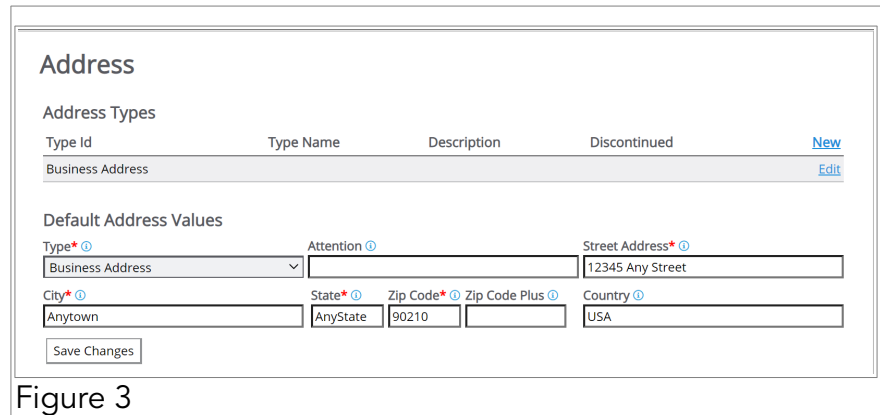 Address
Address Types
Type Id Type Name Description Discontinued New
Business Address Edit
Default Address Values
Type* Attention Street Address*
Business Address 12345 Any Street
City* State* Zip Code* Zip Code Plus Country
Anytown AnyState 90210 USA
Save Changes
Figure 3